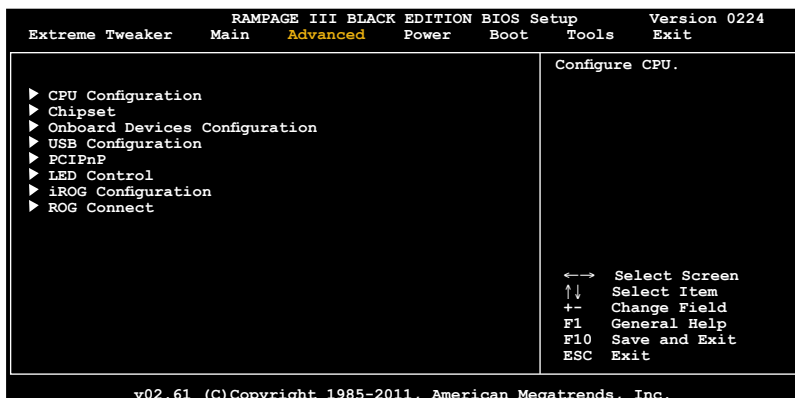 RAMPAGE III BLACK EDITION BIOS Setup Version 0224
Extreme Tweaker Main Advanced Power Boot Tools Exit
Configure CPU.
▶ CPU Configuration
▶ Chipset
▶ Onboard Devices Configuration
▶ USB Configuration
▶ PCIPnP
▶ LED Control
▶ iROG Configuration
▶ ROG Connect
←→ Select Screen
↑↓ Select Item
+- Change Field
F1 General Help
F10 Save and Exit
ESC Exit
v02.61 (C)Copyright 1985-2011, American Megatrends, Inc.